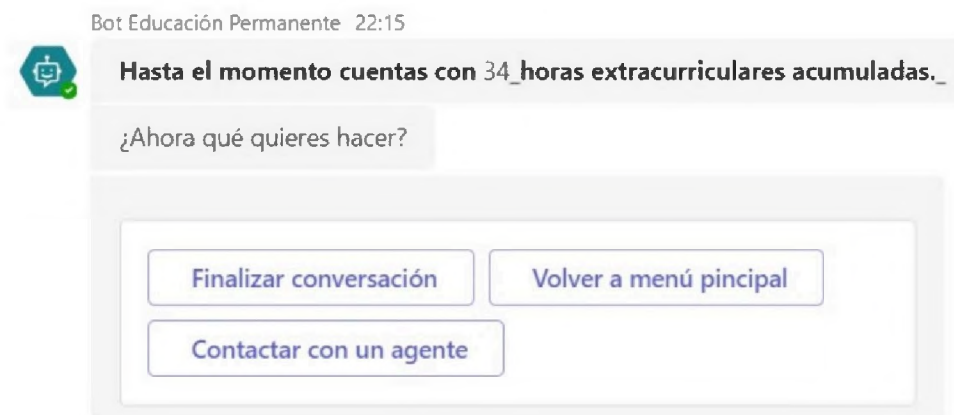 Bot Educación Permanente 22:15
Hasta el momento cuentas con 34_horas extracurriculares acumuladas._
¿Ahora qué quieres hacer?
Finalizar conversación
Volver a menú pincipal
Contactar con un agente